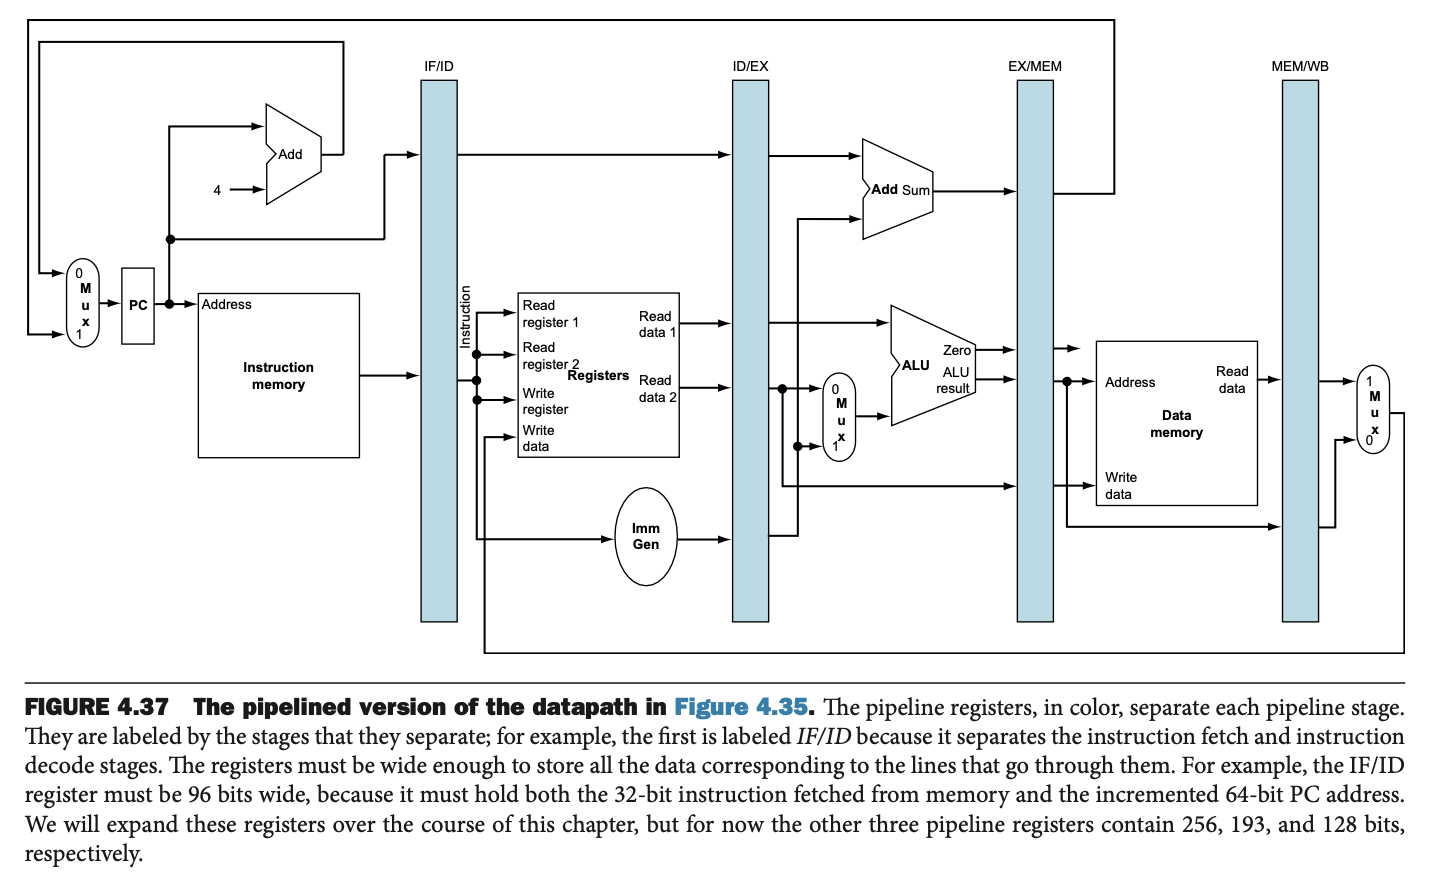 IF/ID
ID/EX
EX/MEM
MEM/WB
Add
4
Add Sum
0
M
u
x
1
PC
Address
Instruction
memory
Instruction
Read
register 1
Read
register 2
Registers
Write
register
Write
data
Read
data 1
Read
data 2
Imm
Gen
0
M
u
x
1
Zero
ALU
ALU
result
Address
Read
data
Data
memory
Write
data
1
M
u
x
0
FIGURE 4.37 The pipelined version of the datapath in Figure 4.35. The pipeline registers, in color, separate each pipeline stage.
They are labeled by the stages that they separate; for example, the first is labeled IF/ID because it separates the instruction fetch and instruction
decode stages. The registers must be wide enough to store all the data corresponding to the lines that go through them. For example, the IF/ID
register must be 96 bits wide, because it must hold both the 32-bit instruction fetched from memory and the incremented 64-bit PC address.
We will expand these registers over the course of this chapter, but for now the other three pipeline registers contain 256, 193, and 128 bits,
respectively.